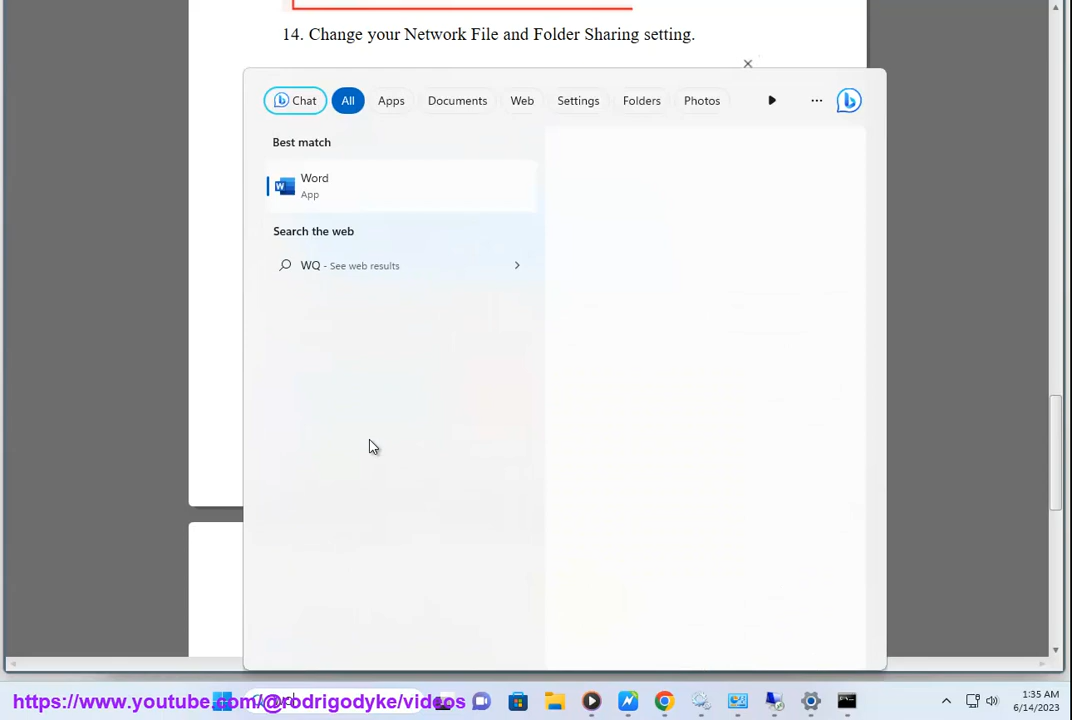 14. Change your Network File and Folder Sharing setting.
Chat All Apps Documents Web Settings Folders Photos
Best match
Word
App
Search the web
WQ - See web results
https://www.youtube.com/@rodrigodyke/videos
1:35 AM
6/14/2023